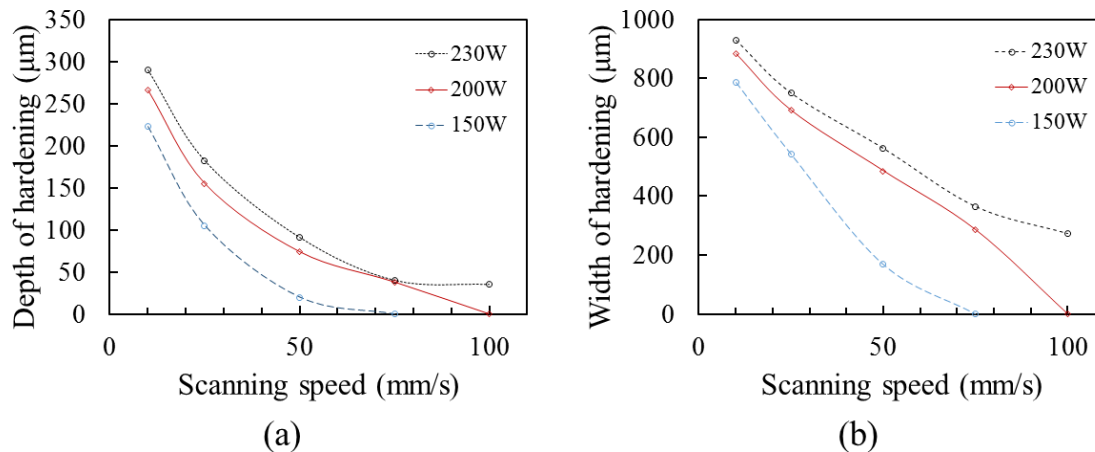 Depth of hardening (µm)
350
300
250
200
150
100
50
0
230W
200W
150W
0
50
100
Scanning speed (mm/s)
(a)
Width of hardening (µm)
1000
800
600
400
200
0
230W
200W
150W
0
50
100
Scanning speed (mm/s)
(b)